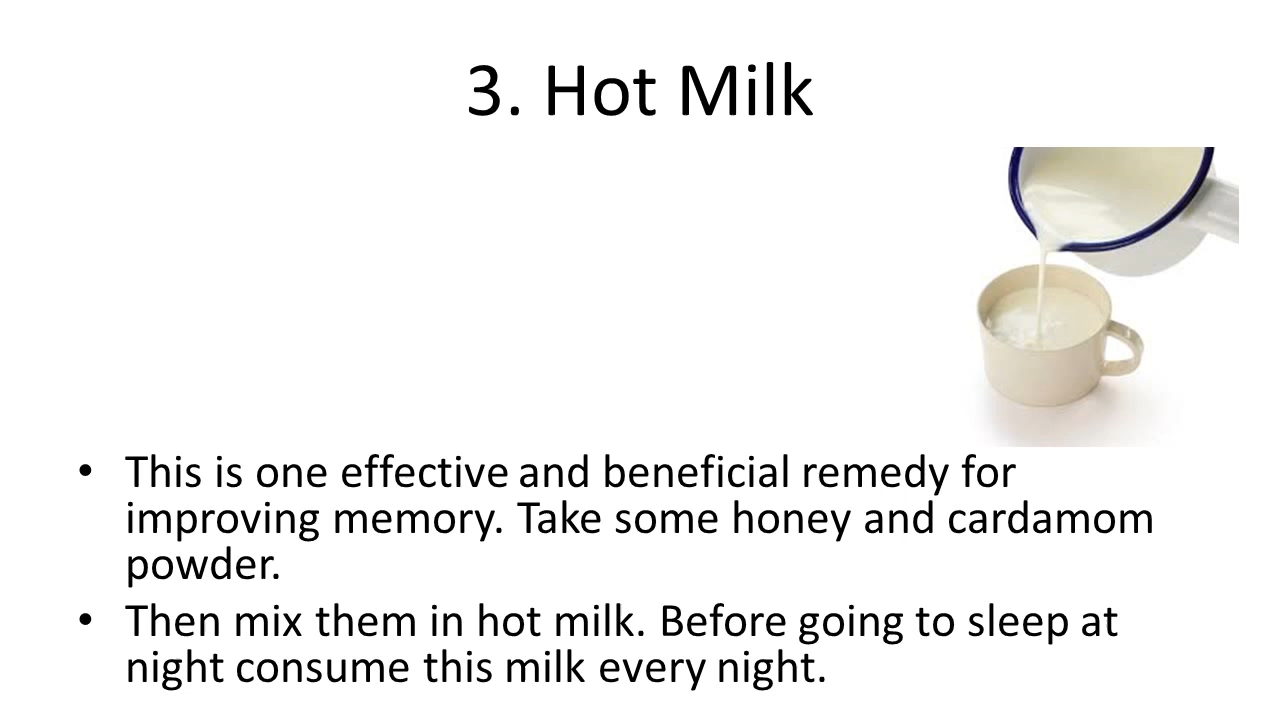 3. Hot Milk
• This is one effective and beneficial remedy for
improving memory. Take some honey and cardamom
powder.
• Then mix them in hot milk. Before going to sleep at
night consume this milk every night.